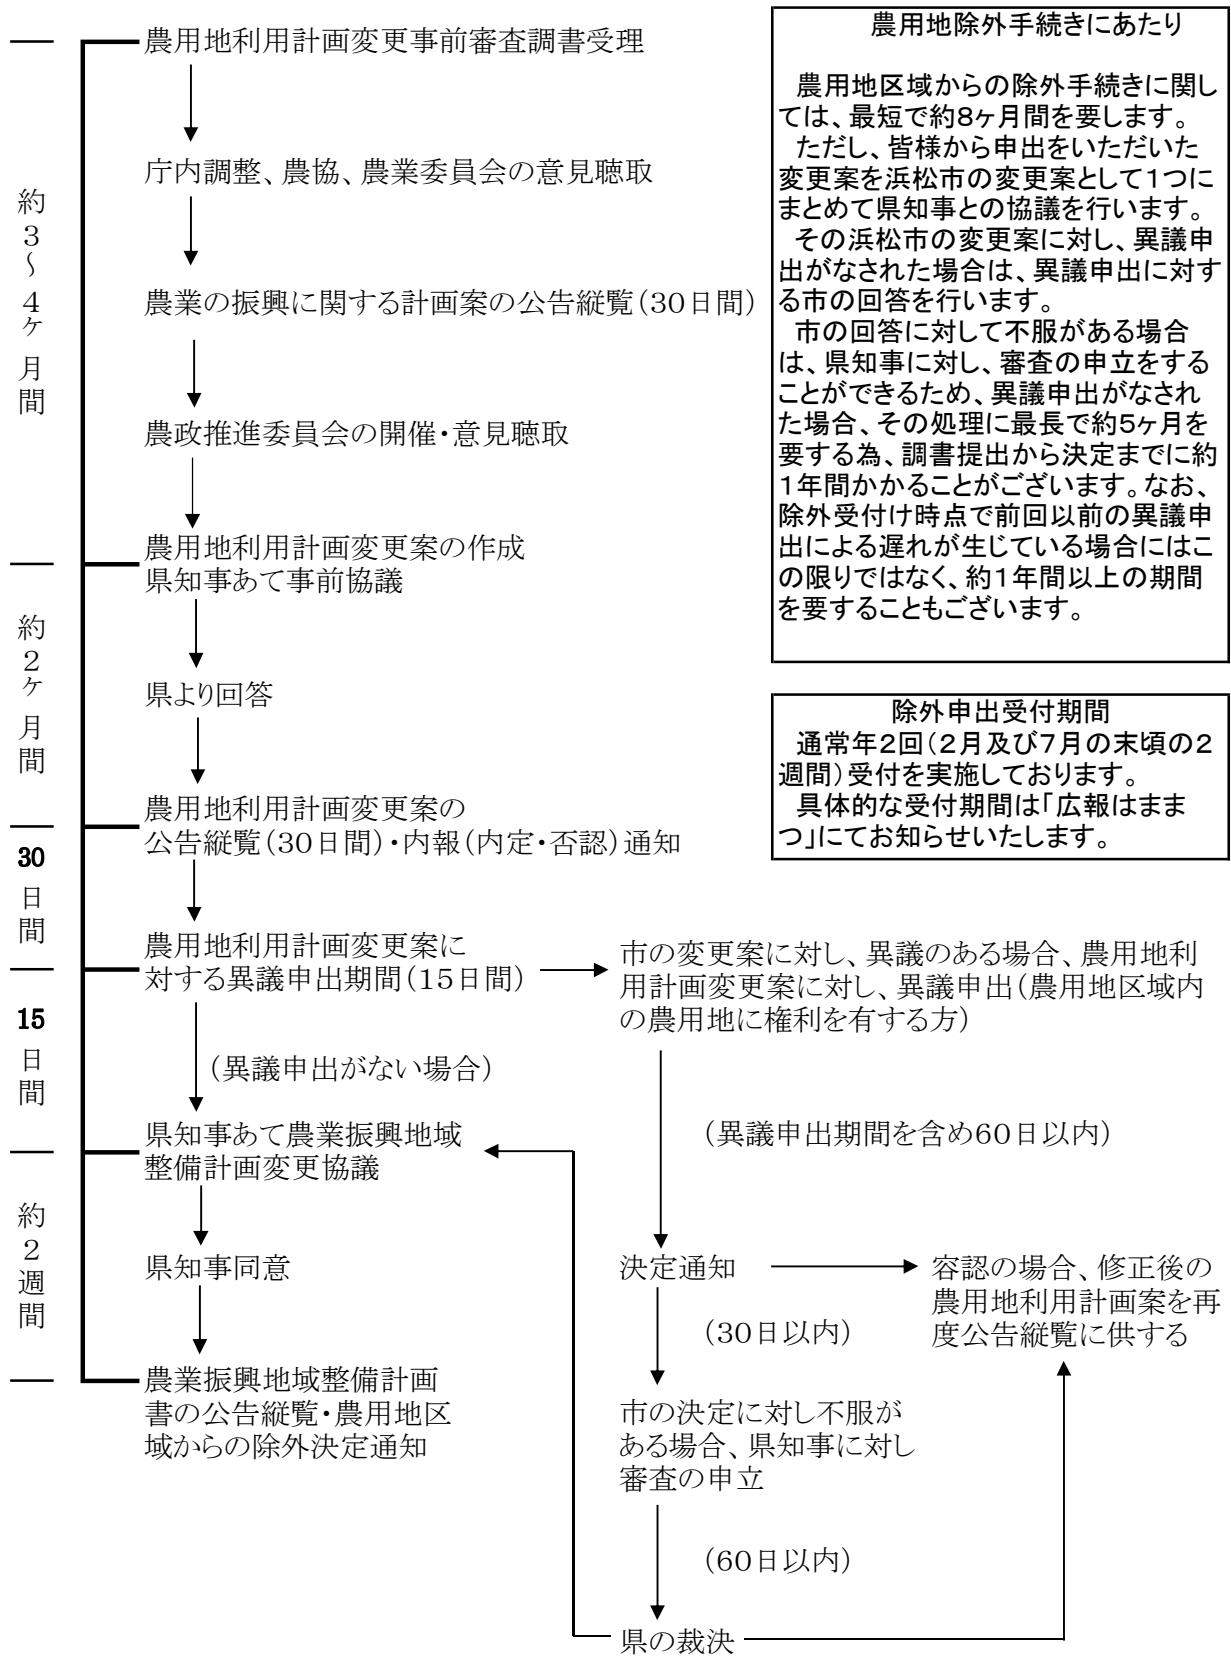 農用地利用計画変更事前審査調書受理
庁内調整、農協、農業委員会の意見聴取
農業の振興に関する計画案の公告縦覧(30日間)
農政推進委員会の開催・意見聴取
農用地利用計画変更案の作成
県知事あて事前協議
県より回答
農用地利用計画変更案の
公告縦覧(30日間)・内報(内定・否認)通知
農用地利用計画変更案に
対する異議申出期間(15日間)
(異議申出がない場合)
県知事あて農業振興地域
整備計画変更協議
県知事同意
農業振興地域整備計画
書の公告縦覧・農用地区
域からの除外決定通知
約3~4ヶ月間
約2ヶ月間
30日間
15日間
約2週間
農用地除外手続きにあたり
農用地区域からの除外手続きに関し
ては、最短で約8ヶ月間を要します。
ただし、皆様から申出をいただいた
変更案を浜松市の変更案として1つに
まとめて県知事との協議を行います。
その浜松市の変更案に対し、異議申
出がなされた場合は、異議申出に対す
る市の回答を行います。
市の回答に対して不服がある場合
は、県知事に対し、審査の申立をする
ことができるため、異議申出がなされ
た場合、その処理に最長で約5ヶ月を
要する為、調書提出から決定までに約
1年間かかることがございます。なお、
除外受付け時点で前回以前の異議申
出による遅れが生じている場合にはこ
の限りではなく、約1年間以上の期間
を要することもございます。
除外申出受付期間
通常年2回(2月及び7月の末頃の2
週間)受付を実施しております。
具体的な受付期間は「広報はまま
つ」にてお知らせいたします。
市の変更案に対し、異議のある場合、農用地利
用計画変更案に対し、異議申出(農用地区域内
の農用地に権利を有する方)
(異議申出期間を含め60日以内)
決定通知
容認の場合、修正後の
農用地利用計画案を再
度公告縦覧に供する
(30日以内)
市の決定に対し不服が
ある場合、県知事に対し
審査の申立
(60日以内)
県の裁決